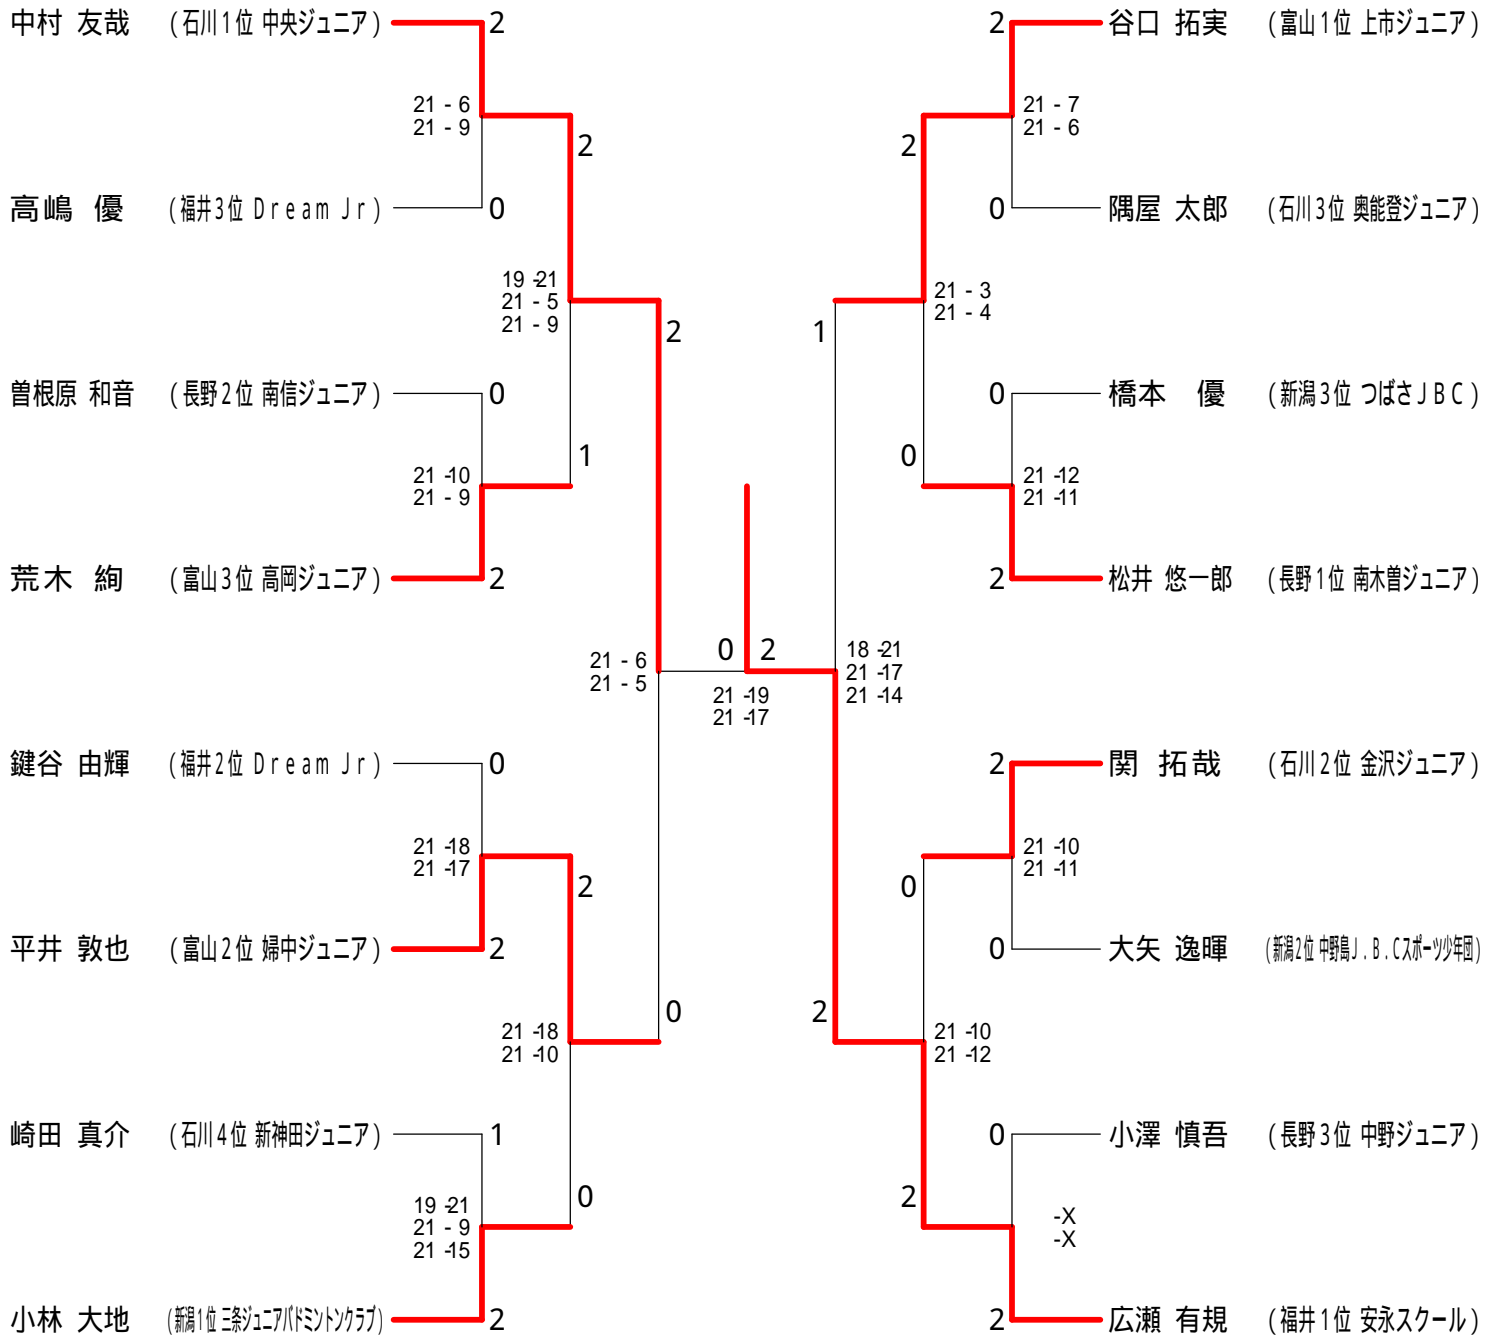 中村 友哉 (石川1位 中央ジュニア) 2
21 - 6
21 - 9
2
高嶋 優 (福井3位 Dream Jr) 0
19 -21
21 - 5
21 - 9
2
曽根原 和音 (長野2位 南信ジュニア) 0
21 -10
21 - 9
1
荒木 絢 (富山3位 高岡ジュニア) 2
21 - 6
21 - 5
0 2
21 -19
21 -17
鍵谷 由輝 (福井2位 Dream Jr) 0
21 -18
21 -17
2
平井 敦也 (富山2位 婦中ジュニア) 2
21 -18
21 -10
0
崎田 真介 (石川4位 新神田ジュニア) 1
19 -21
21 - 9
21 -15
0
小林 大地 (新潟1位 三条ジュニアバドミントンクラブ) 2
2 谷口 拓実 (富山1位 上市ジュニア)
21 - 7
21 - 6
2
0 隅屋 太郎 (石川3位 奥能登ジュニア)
21 - 3
21 - 4
1
0 橋本 優 (新潟3位 つばさJBC)
21 -12
21 -11
0
2 松井 悠一郎 (長野1位 南木曽ジュニア)
18 -21
21 -17
21 -14
2 関 拓哉 (石川2位 金沢ジュニア)
21 -10
21 -11
0
0 大矢 逸暉 (新潟2位 中野島J.B.Cスポーツ少年団)
2
21 -10
21 -12
0 小澤 慎吾 (長野3位 中野ジュニア)
2
-X
-X
2 広瀬 有規 (福井1位 安永スクール)